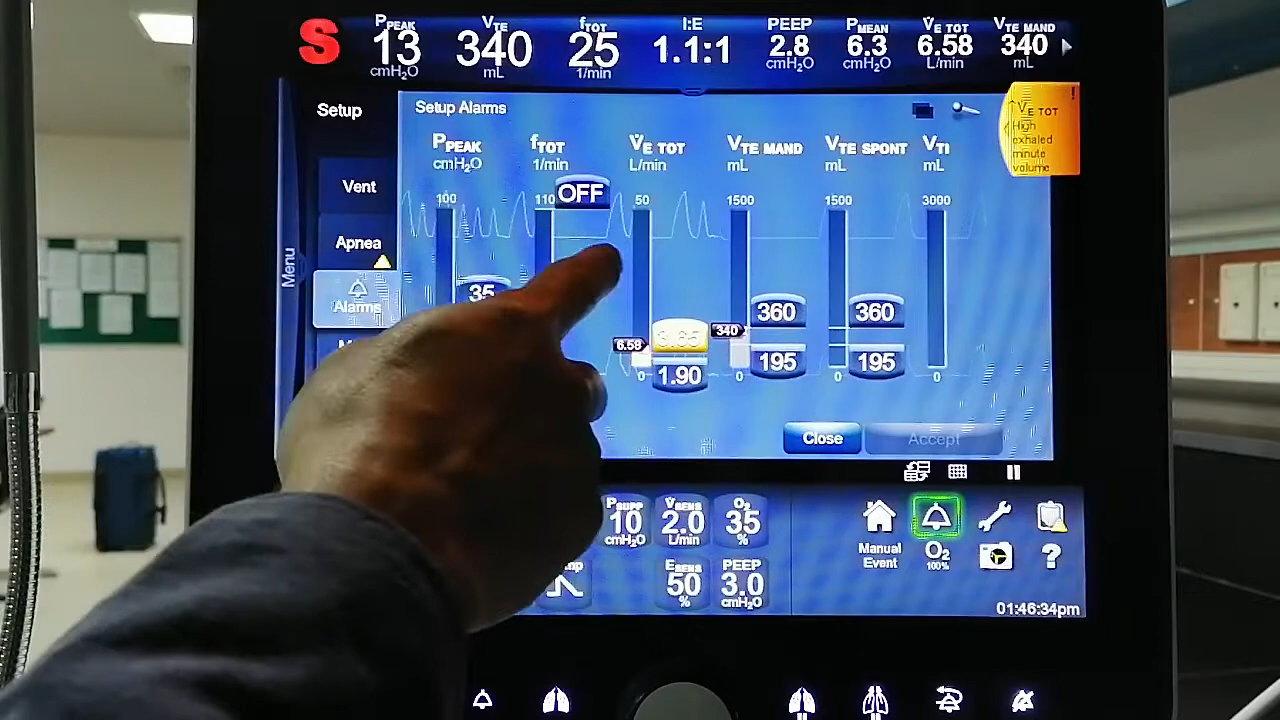 S
PPEAK VTE fTOT I:E PEEP PMEAN V̇E TOT VTE MAND
13 340 25 1.1:1 2.8 6.3 6.58 340
cmH2O mL 1/min cmH2O cmH2O L/min mL
Setup
Setup Alarms
!
V̇E TOT
High
exhaled
minute
volume
PPEAK fTOT V̇E TOT VTE MAND VTE SPONT VTI
cmH2O 1/min L/min mL mL mL
Vent
OFF
100 110 50 1500 1500 3000
Apnea
Menu
Alarms
35
360 360
6.58 340
195 195
1.90
0 0 0 0
Close Accept
PSUPP V̇SENS O2
10 2.0 35
cmH2O L/min %
Manual
Event
O2
100%
?
ESENS PEEP
50 3.0
% cmH2O
01:46:34pm